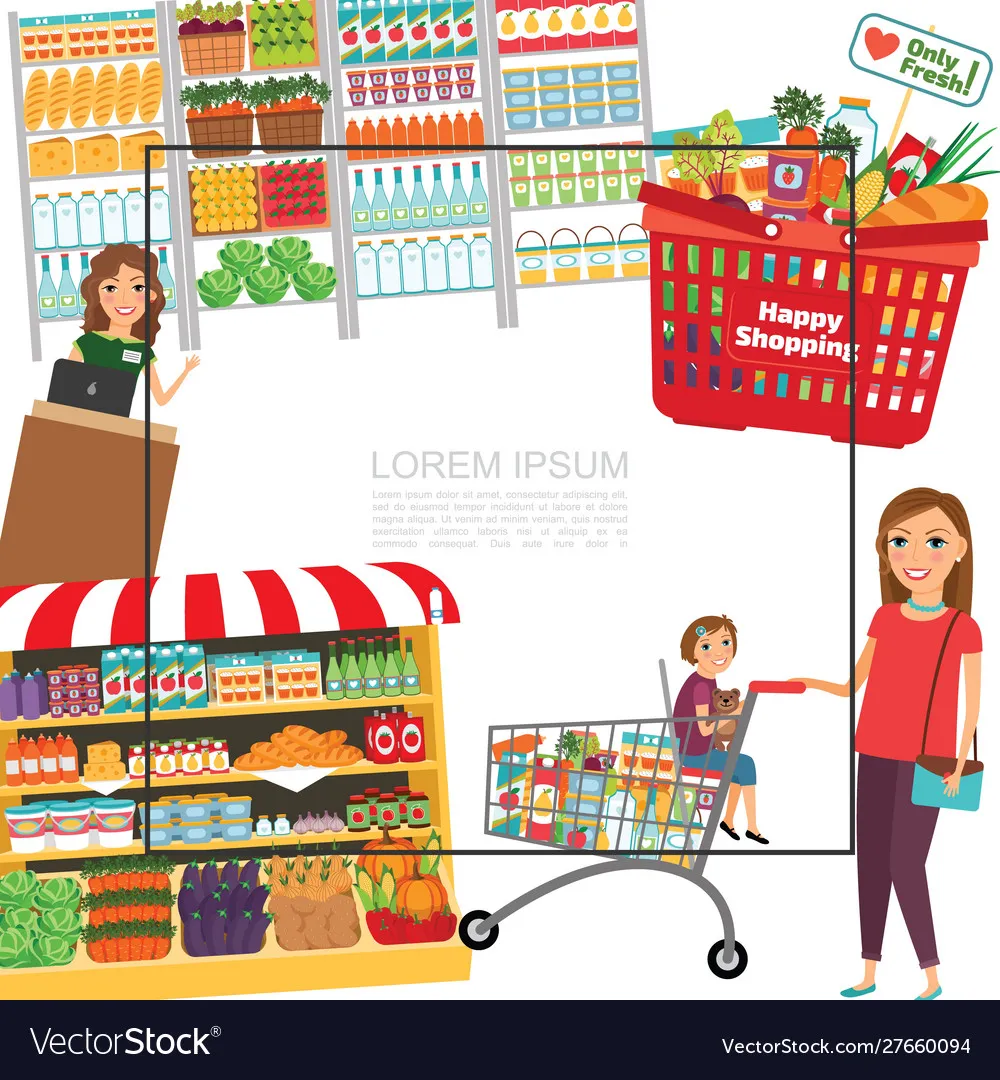 Only
Fresh!
Happy
Shopping
LOREM IPSUM
Lorem ipsum dolor sit amet, consectetur
adipiscing elit, sed do eiusmod tempor
incididunt ut labore et dolore magna
aliqua. Ut enim ad minim veniam, quis
nostrud exercitation ullamco laboris nisi
ut aliquip ex ea commodo consequat.
Duis aute irure dolor in
VectorStock®
VectorStock.com/27660094